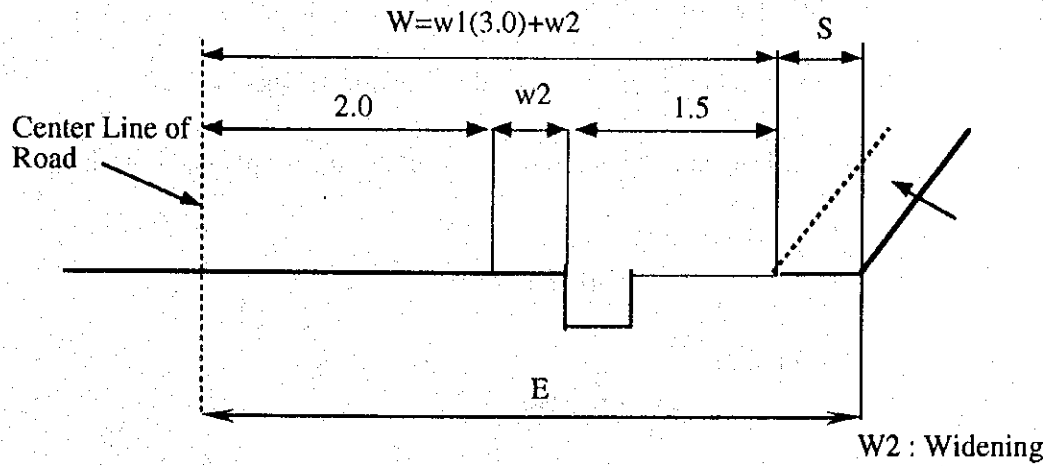 W=w1(3.0)+w2
S
w2
2.0
1.5
Center Line of
Road
E
W2 : Widening